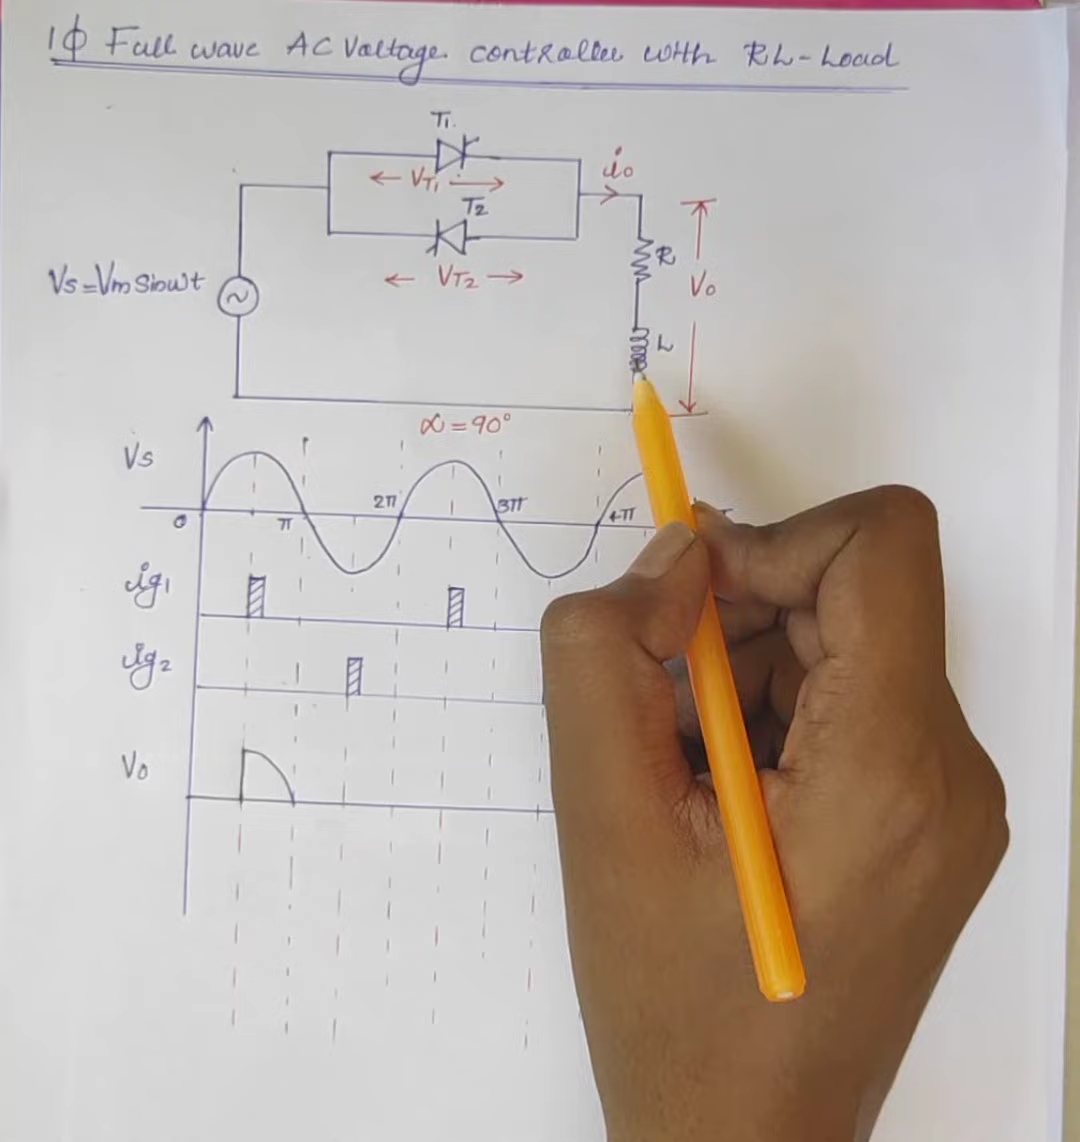 1ϕ Full wave AC Voltage controller with RL-Load
T1
VT1
io
T2
R
Vs=Vm Sinωt
VT2
Vo
L
α = 90°
Vs
2π
3π
0
π
4π
ig1
ig2
Vo